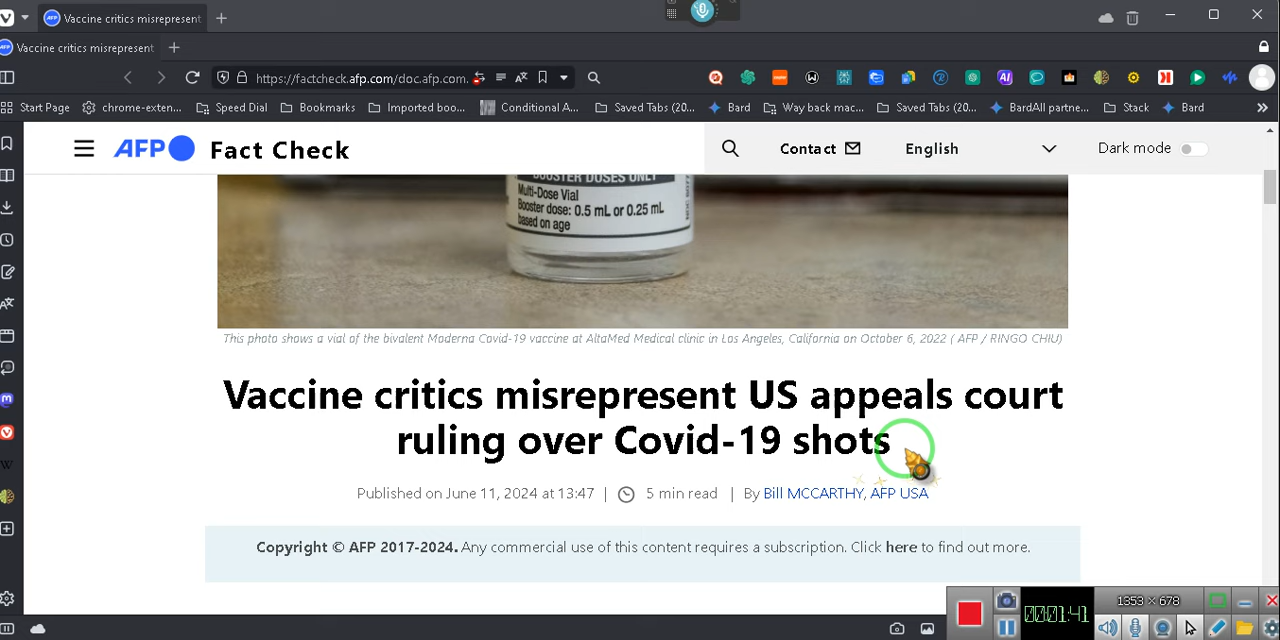 Vaccine critics misrepresent
Vaccine critics misrepresent
https://factcheck.afp.com/doc.afp.com.
Start Page
chrome-exten...
Speed Dial
Bookmarks
Imported boo...
Conditional A...
Saved Tabs (20...
Bard
Way back mac...
Saved Tabs (20...
BardAll partne...
Stack
Bard
AFP Fact Check
Contact
English
Dark mode
BOOSTER DOSES ONLY
Multi-Dose Vial
Booster dose: 0.5 mL or 0.25 mL
based on age
This photo shows a vial of the bivalent Moderna Covid-19 vaccine at AltaMed Medical clinic in Los Angeles, California on October 6, 2022 ( AFP / RINGO CHIU)
Vaccine critics misrepresent US appeals court
ruling over Covid-19 shots
Published on June 11, 2024 at 13:47 | 5 min read | By Bill MCCARTHY, AFP USA
Copyright © AFP 2017-2024. Any commercial use of this content requires a subscription. Click here to find out more.
1353 × 678
00:01:41